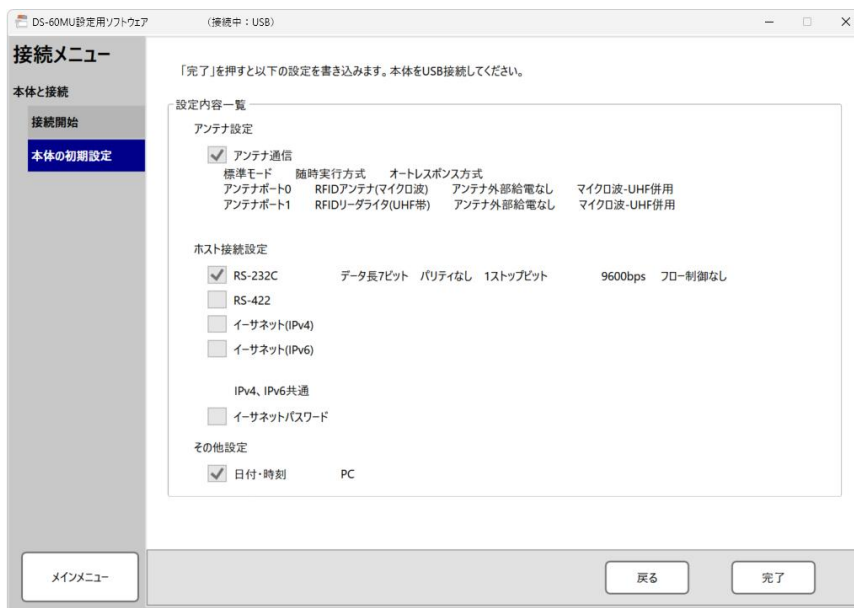 DS-60MU設定用ソフトウェア （接続中：USB）
接続メニュー
本体と接続
接続開始
本体の初期設定
「完了」を押すと以下の設定を書き込みます。本体をUSB接続してください。
設定内容一覧
アンテナ設定
アンテナ通信
標準モード 随時実行方式 オートレスポンス方式
アンテナポート0 RFIDアンテナ(マイクロ波) アンテナ外部給電なし マイクロ波-UHF併用
アンテナポート1 RFIDリーダライタ(UHF帯) アンテナ外部給電なし マイクロ波-UHF併用
ホスト接続設定
RS-232C データ長7ビット パリティなし 1ストップビット 9600bps フロー制御なし
RS-422
イーサネット(IPv4)
イーサネット(IPv6)
IPv4、IPv6共通
イーサネットパスワード
その他設定
日付・時刻 PC
メインメニュー
戻る
完了